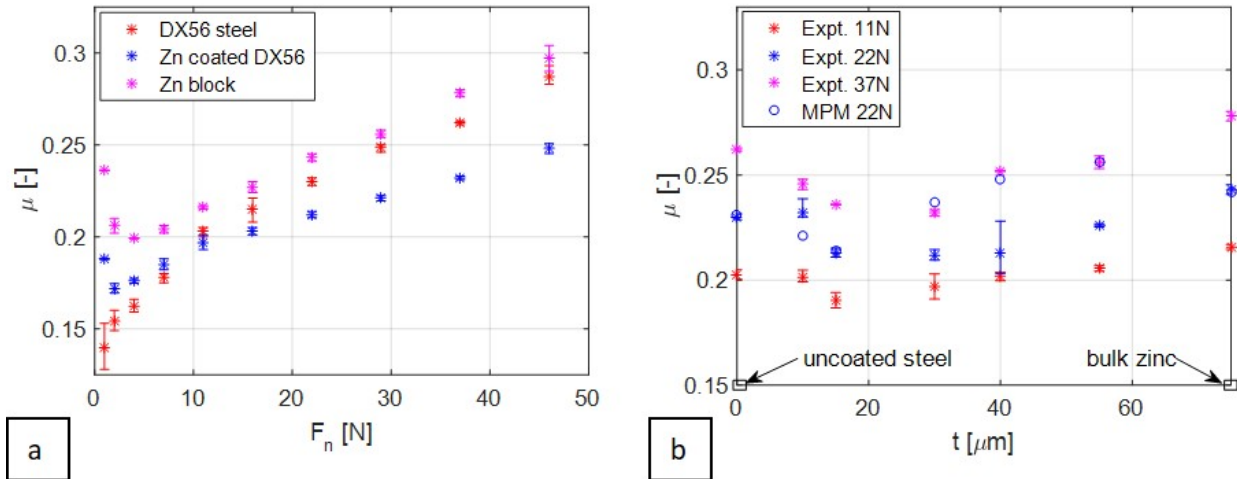 DX56 steel
Zn coated DX56
Zn block
0.3
0.25
0.2
0.15
μ [-]
0 10 20 30 40 50
F_n [N]
a
Expt. 11N
Expt. 22N
Expt. 37N
MPM 22N
0.3
0.25
0.2
0.15
μ [-]
uncoated steel
bulk zinc
0 20 40 60
t [μm]
b